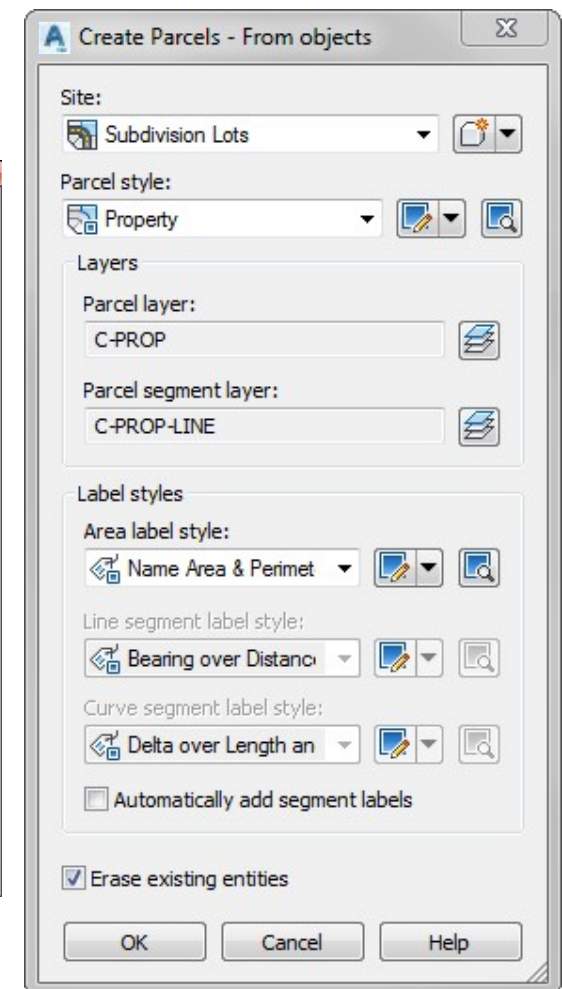 Create Parcels - From objects
Site:
Subdivision Lots
Parcel style:
Property
Layers
Parcel layer:
C-PROP
Parcel segment layer:
C-PROP-LINE
Label styles
Area label style:
Name Area & Perimet
Line segment label style:
Bearing over Distance
Curve segment label style:
Delta over Length an
Automatically add segment labels
Erase existing entities
OK Cancel Help